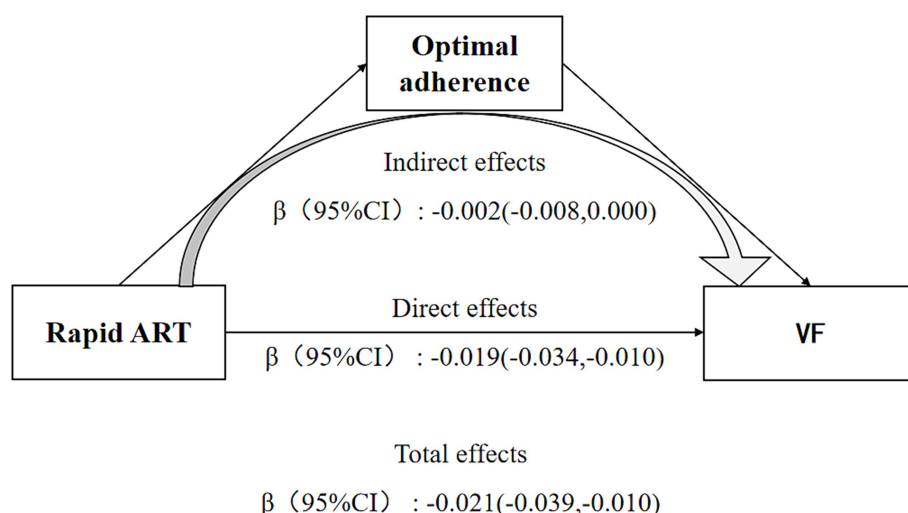 Optimal
adherence
Indirect effects
β（95%CI）: -0.002(-0.008,0.000)
Rapid ART
Direct effects
β（95%CI） : -0.019(-0.034,-0.010)
VF
Total effects
β（95%CI） : -0.021(-0.039,-0.010)